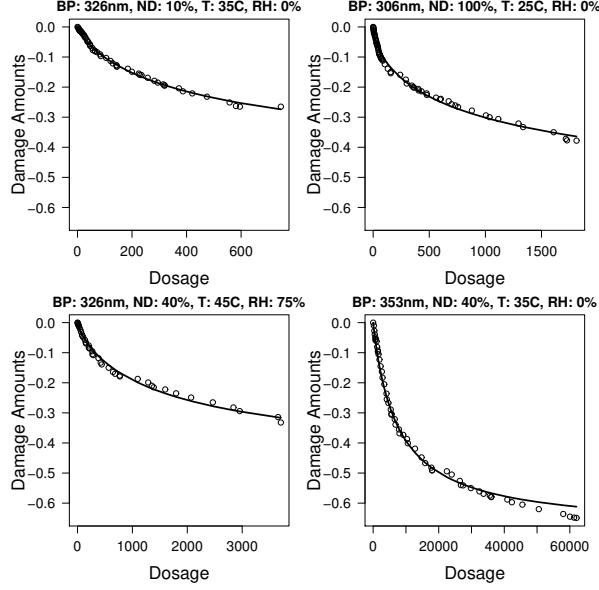 BP: 326nm, ND: 10%, T: 35C, RH: 0%
Damage Amounts
0.0
−0.1
−0.2
−0.3
−0.4
−0.5
−0.6
0 200 400 600
Dosage
BP: 306nm, ND: 100%, T: 25C, RH: 0%
Damage Amounts
0.0
−0.1
−0.2
−0.3
−0.4
−0.5
−0.6
0 500 1000 1500
Dosage
BP: 326nm, ND: 40%, T: 45C, RH: 75%
Damage Amounts
0.0
−0.1
−0.2
−0.3
−0.4
−0.5
−0.6
0 1000 2000 3000
Dosage
BP: 353nm, ND: 40%, T: 35C, RH: 0%
Damage Amounts
0.0
−0.1
−0.2
−0.3
−0.4
−0.5
−0.6
0 20000 40000 60000
Dosage